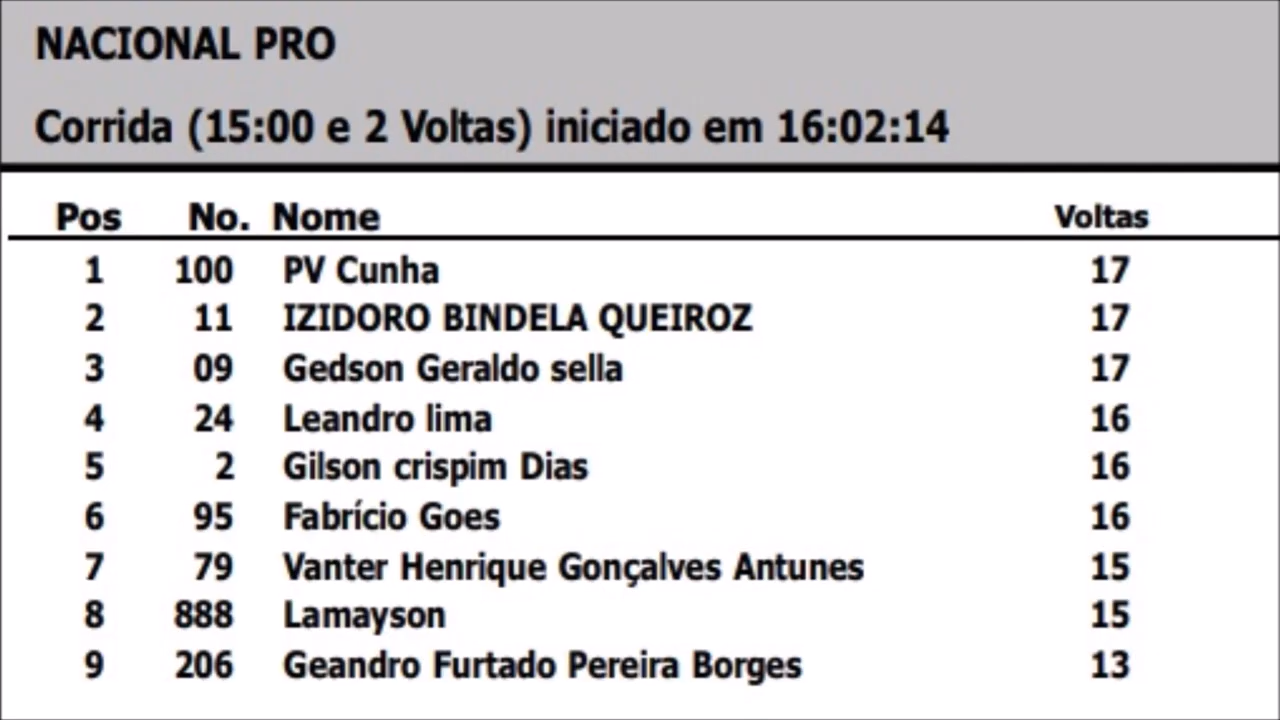 NACIONAL PRO
Corrida (15:00 e 2 Voltas) iniciado em 16:02:14
Pos No. Nome Voltas
1 100 PV Cunha 17
2 11 IZIDORO BINDELA QUEIROZ 17
3 09 Gedson Geraldo sella 17
4 24 Leandro lima 16
5 2 Gilson crispim Dias 16
6 95 Fabrício Goes 16
7 79 Vanter Henrique Gonçalves Antunes 15
8 888 Lamayson 15
9 206 Geandro Furtado Pereira Borges 13